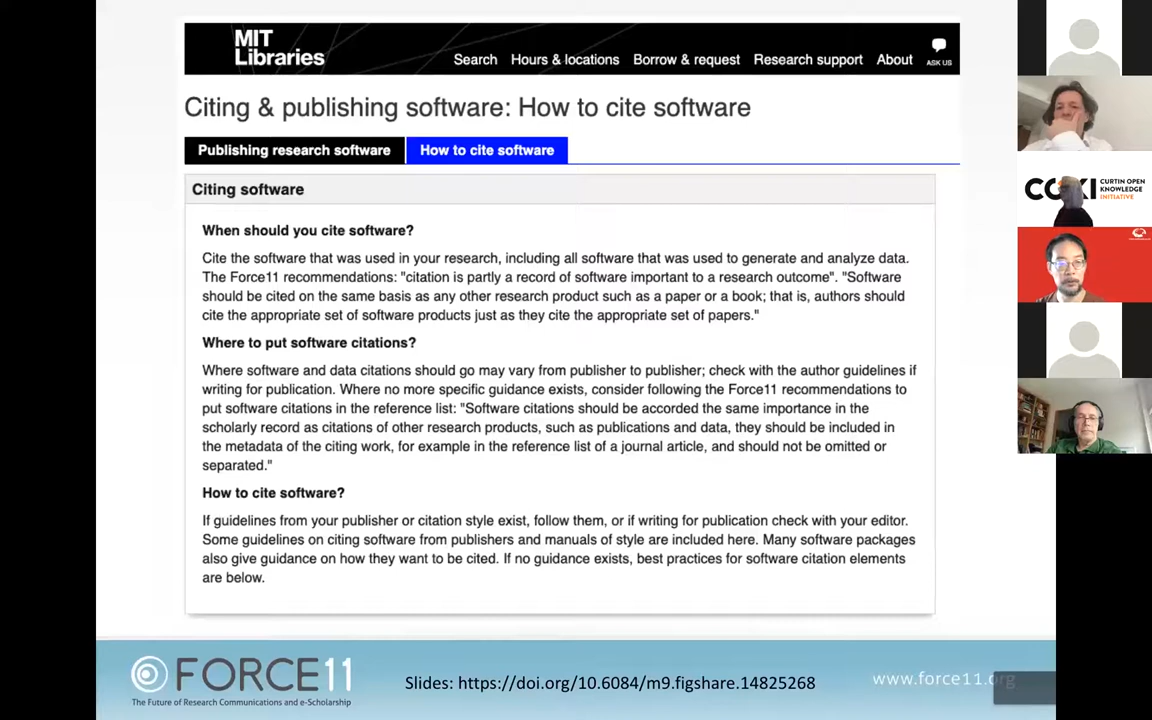 MIT
Libraries
Search Hours & locations Borrow & request Research support About
ASK US
Citing & publishing software: How to cite software
Publishing research software How to cite software
Citing software
When should you cite software?
Cite the software that was used in your research, including all software that was used to generate and analyze data.
The Force11 recommendations: "citation is partly a record of software important to a research outcome". "Software
should be cited on the same basis as any other research product such as a paper or a book; that is, authors should
cite the appropriate set of software products just as they cite the appropriate set of papers."
Where to put software citations?
Where software and data citations should go may vary from publisher to publisher; check with the author guidelines if
writing for publication. Where no more specific guidance exists, consider following the Force11 recommendations to
put software citations in the reference list: "Software citations should be accorded the same importance in the
scholarly record as citations of other research products, such as publications and data, they should be included in
the metadata of the citing work, for example in the reference list of a journal article, and should not be omitted or
separated."
How to cite software?
If guidelines from your publisher or citation style exist, follow them, or if writing for publication check with your editor.
Some guidelines on citing software from publishers and manuals of style are included here. Many software packages
also give guidance on how they want to be cited. If no guidance exists, best practices for software citation elements
are below.
FORCE11
The Future of Research Communications and e-Scholarship
Slides: https://doi.org/10.6084/m9.figshare.14825268
www.force11.org
CURTIN OPEN
KNOWLEDGE
INITIATIVE